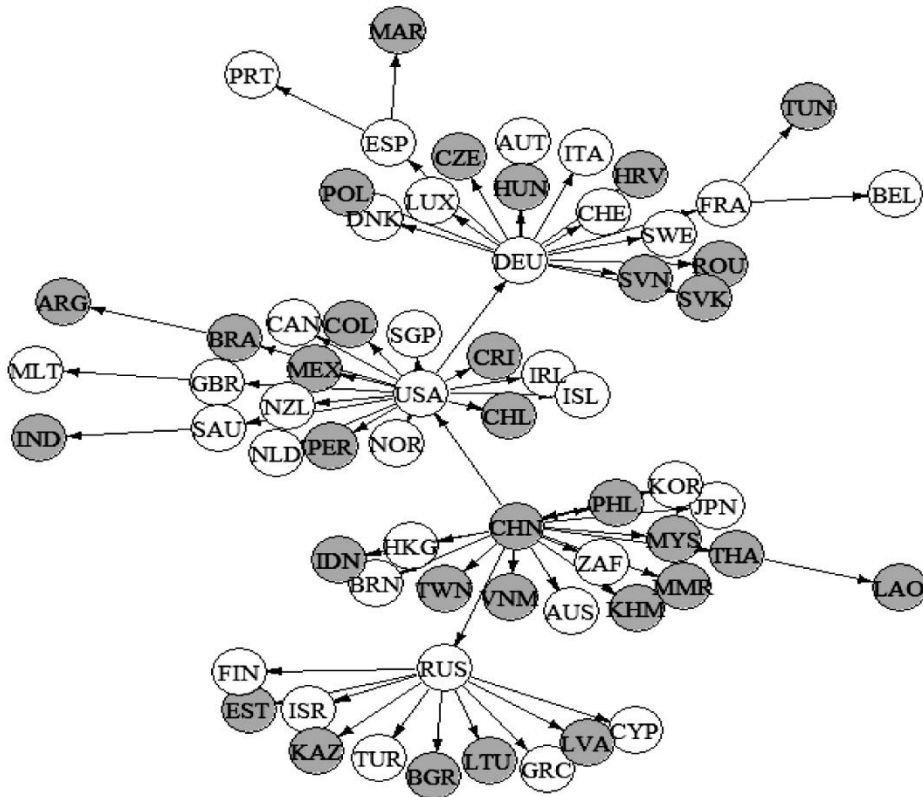 MAR
PRT
TUN
ESP
CZE
AUT
ITA
POL
DNK
LUX
HUN
CHE
HRV
FRA
BEL
SWE
DEU
SVN
ROU
SVK
ARG
BRA
CAN
COL
SGP
CRI
MLT
GBR
MEX
USA
IRL
ISL
IND
SAU
NZL
NLD
PER
NOR
CHL
CHN
PHL
KOR
JPN
IDN
HKG
BRN
TWN
VNM
ZAF
AUS
MYS
THA
MMR
KHM
LAO
RUS
FIN
EST
ISR
KAZ
TUR
BGR
LTU
GRC
LVA
CYP